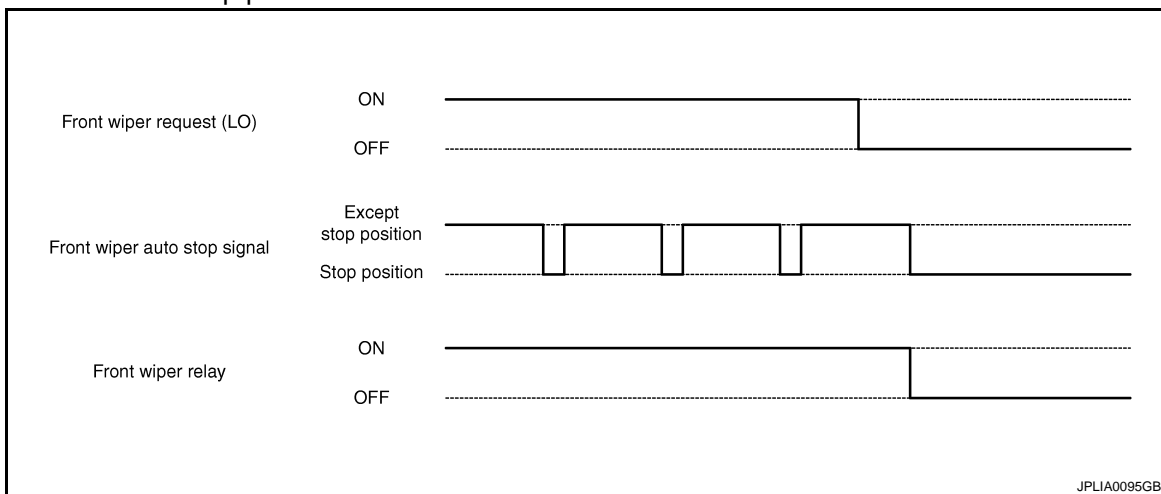 ON
Front wiper request (LO)
OFF
Except
stop position
Front wiper auto stop signal
Stop position
ON
Front wiper relay
OFF
JPLIA0095GB